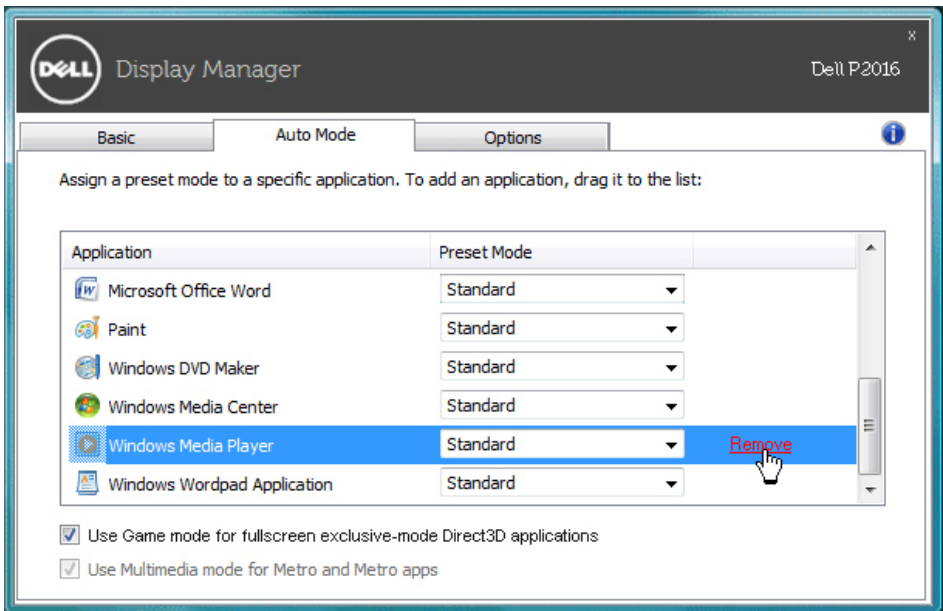 x
DELL Display Manager Dell P2016
Basic Auto Mode Options i
Assign a preset mode to a specific application. To add an application, drag it to the list:
Application Preset Mode
Microsoft Office Word Standard
Paint Standard
Windows DVD Maker Standard
Windows Media Center Standard
Windows Media Player Standard Remove
Windows Wordpad Application Standard
Use Game mode for fullscreen exclusive-mode Direct3D applications
Use Multimedia mode for Metro and Metro apps